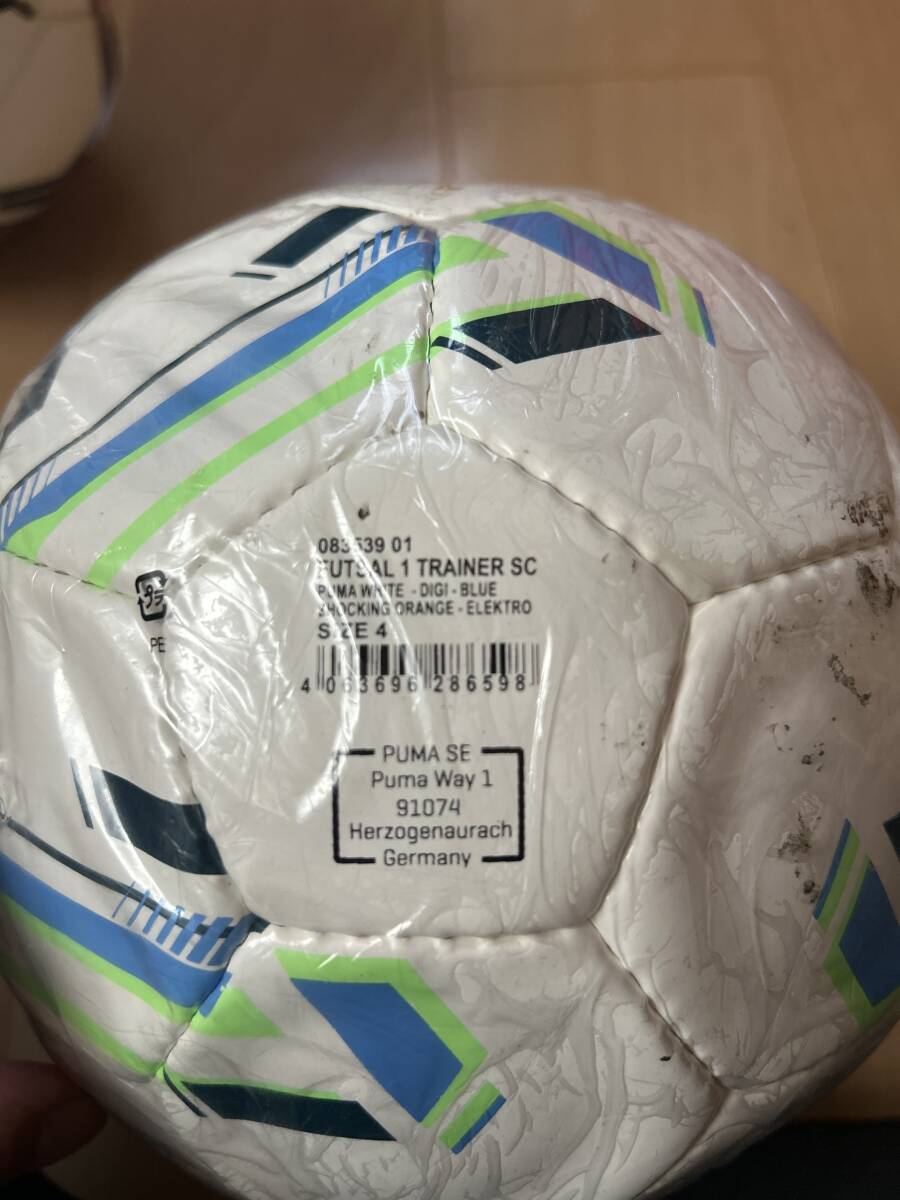 083539 01
FUTSAL 1 TRAINER SC
PUMA WHITE - DIGI - BLUE
SHOCKING ORANGE - ELEKTRO
SIZE 4
PE
4 063696 286598
PUMA SE
Puma Way 1
91074
Herzogenaurach
Germany